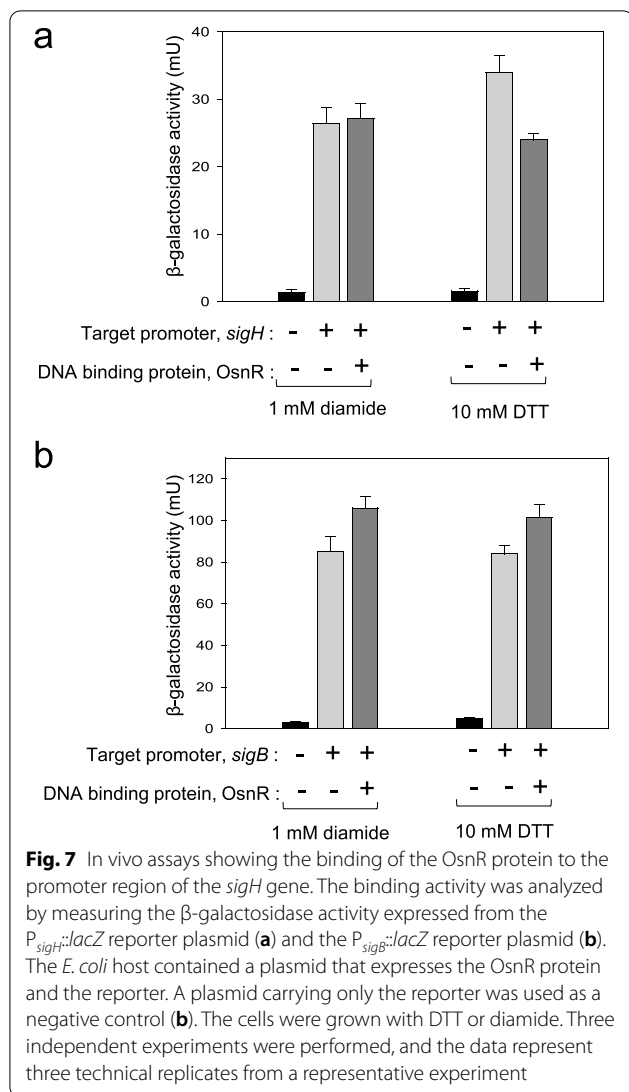 a
β-galactosidase activity (mU)
40
30
20
10
0
Target promoter, sigH : - + + - + +
DNA binding protein, OsnR : - - + - - +
1 mM diamide 10 mM DTT
b
β-galactosidase activity (mU)
120
100
80
60
40
20
0
Target promoter, sigB : - + + - + +
DNA binding protein, OsnR : - - + - - +
1 mM diamide 10 mM DTT
Fig. 7 In vivo assays showing the binding of the OsnR protein to the
promoter region of the sigH gene. The binding activity was analyzed
by measuring the β-galactosidase activity expressed from the
PsigH::lacZ reporter plasmid (a) and the PsigB::lacZ reporter plasmid (b).
The E. coli host contained a plasmid that expresses the OsnR protein
and the reporter. A plasmid carrying only the reporter was used as a
negative control (b). The cells were grown with DTT or diamide. Three
independent experiments were performed, and the data represent
three technical replicates from a representative experiment